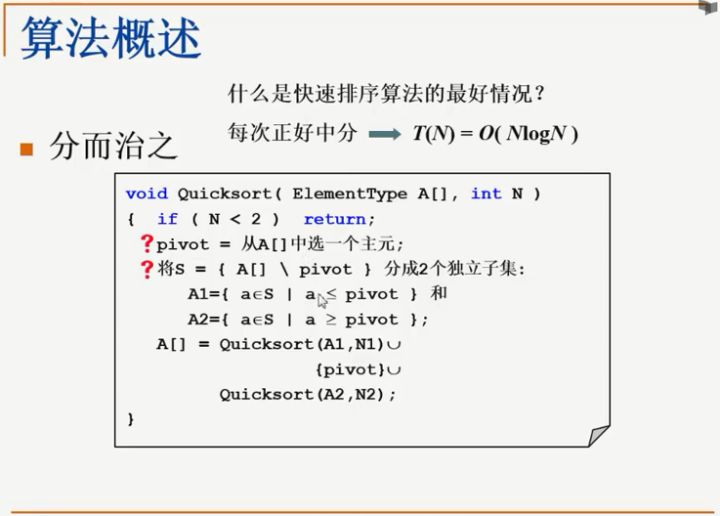 算法概述
什么是快速排序算法的最好情况？
每次正好中分 T(N) = O( NlogN )
分而治之
void Quicksort( ElementType A[], int N )
{ if ( N < 2 ) return;
？pivot = 从A[]中选一个主元;
？将S = { A[] \ pivot } 分成2个独立子集:
A1={ a∈S | a ≤ pivot } 和
A2={ a∈S | a ≥ pivot };
A[] = Quicksort(A1,N1)∪
{pivot}∪
Quicksort(A2,N2);
}